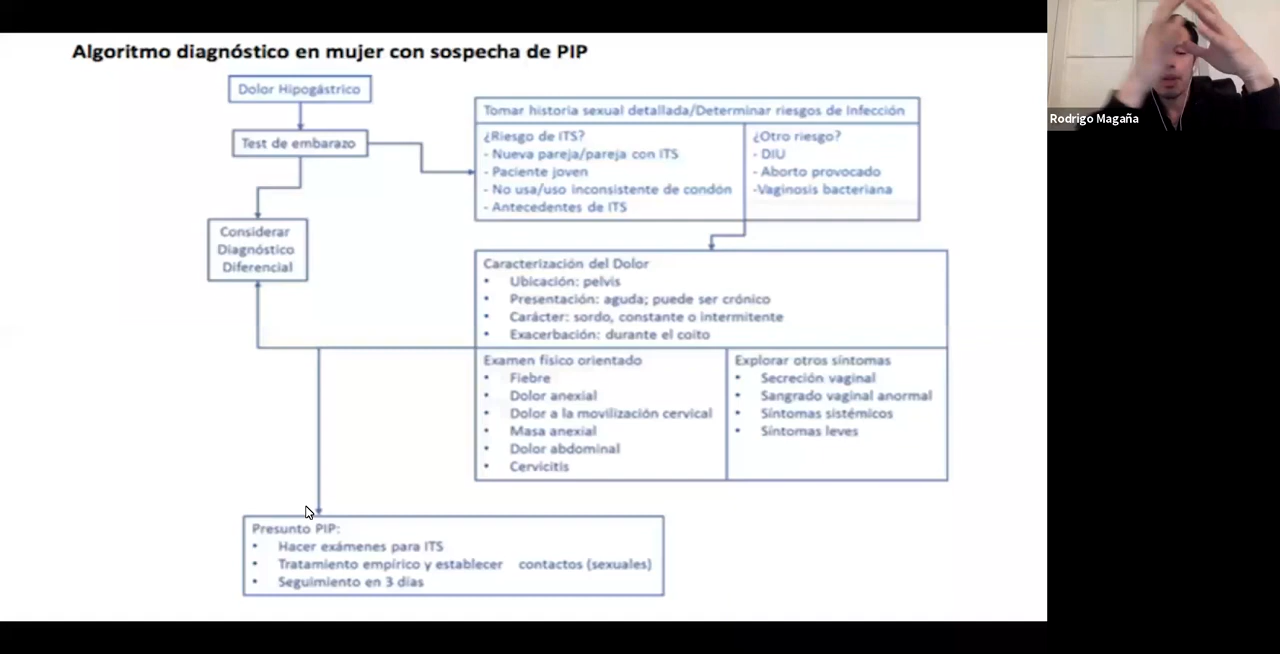 Algoritmo diagnóstico en mujer con sospecha de PIP
Dolor Hipogástrico
Test de embarazo
Considerar
Diagnóstico
Diferencial
Tomar historia sexual detallada/Determinar riesgos de Infección
¿Riesgo de ITS?
- Nueva pareja/pareja con ITS
- Paciente joven
- No usa/uso inconsistente de condón
- Antecedentes de ITS
¿Otro riesgo?
- DIU
- Aborto provocado
-Vaginosis bacteriana
Caracterización del Dolor
• Ubicación: pelvis
• Presentación: aguda; puede ser crónico
• Carácter: sordo, constante o intermitente
• Exacerbación: durante el coito
Examen físico orientado
• Fiebre
• Dolor anexial
• Dolor a la movilización cervical
• Masa anexial
• Dolor abdominal
• Cervicitis
Explorar otros síntomas
• Secreción vaginal
• Sangrado vaginal anormal
• Síntomas sistémicos
• Síntomas leves
Presunto PIP:
• Hacer exámenes para ITS
• Tratamiento empírico y establecer contactos (sexuales)
• Seguimiento en 3 días
Rodrigo Magaña